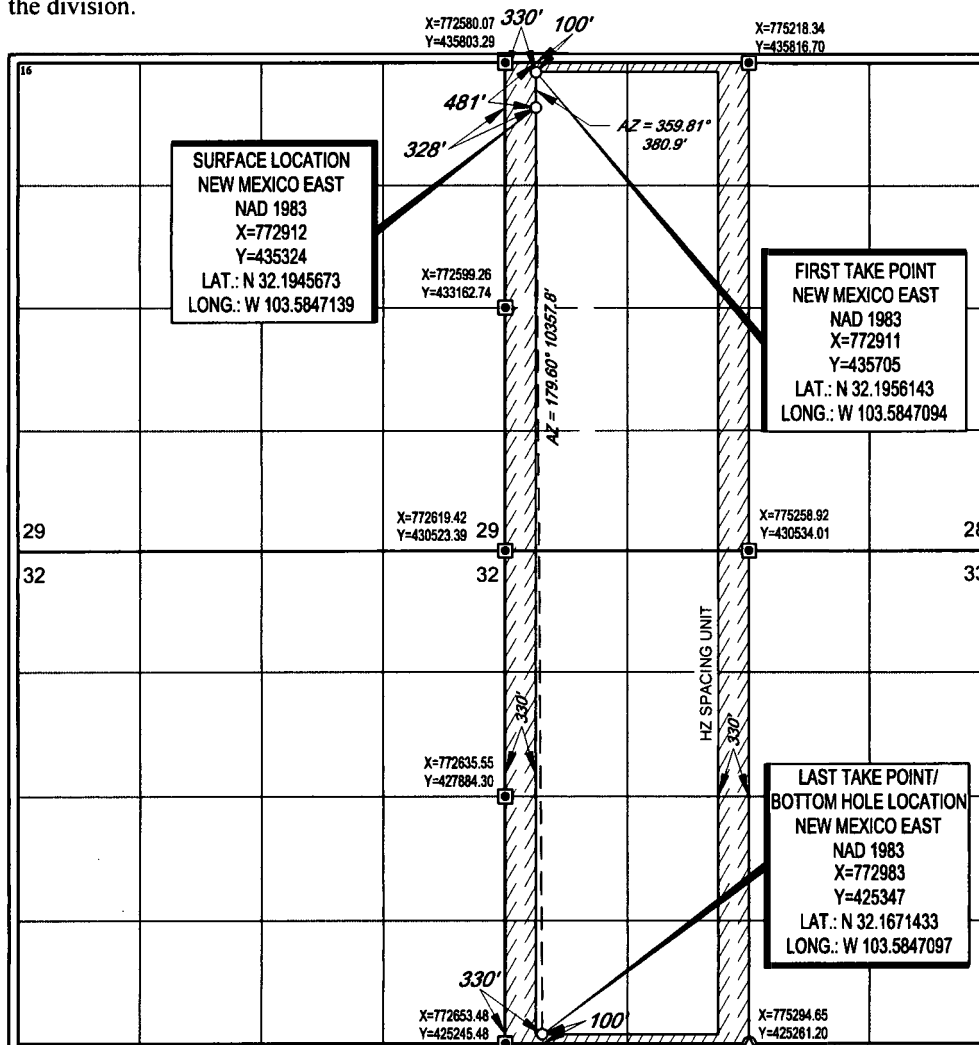 the division.
X=772580.07
Y=435803.29
330'
100'
X=775218.34
Y=435816.70
16
481'
328'
AZ = 359.81°
380.9'
SURFACE LOCATION
NEW MEXICO EAST
NAD 1983
X=772912
Y=435324
LAT.: N 32.1945673
LONG.: W 103.5847139
X=772599.26
Y=433162.74
AZ = 179.60° 10357.8'
FIRST TAKE POINT
NEW MEXICO EAST
NAD 1983
X=772911
Y=435705
LAT.: N 32.1956143
LONG.: W 103.5847094
29
X=772619.42
Y=430523.39
29
X=775258.92
Y=430534.01
28
32
32
33
HZ SPACING UNIT
330'
330'
X=772635.55
Y=427884.30
LAST TAKE POINT/
BOTTOM HOLE LOCATION
NEW MEXICO EAST
NAD 1983
X=772983
Y=425347
LAT.: N 32.1671433
LONG.: W 103.5847097
330'
X=772653.48
Y=425245.48
100'
X=775294.65
Y=425261.20